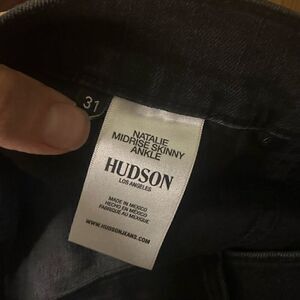 31
NATALIE
MIDRISE SKINNY
ANKLE
HUDSON
LOS ANGELES
MADE IN MEXICO
HECHO EN MÉXICO
FABRIQUÉ AU MEXIQUE
WWW.HUDSONJEANS.COM